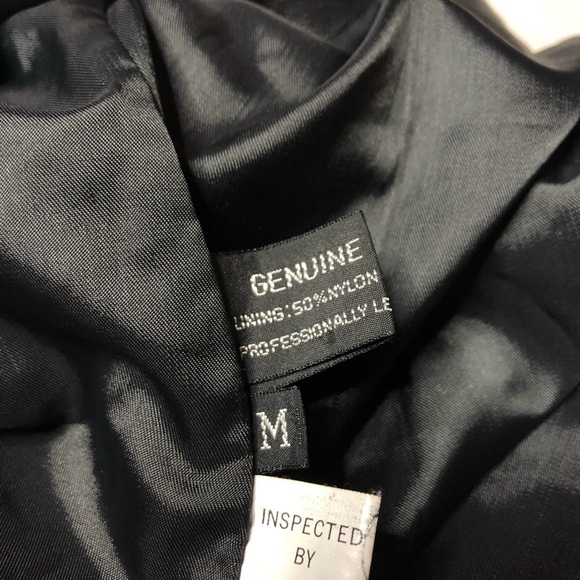 GENUINE
LINING: 50% NYLON
PROFESSIONALLY LE
M
INSPECTED
BY